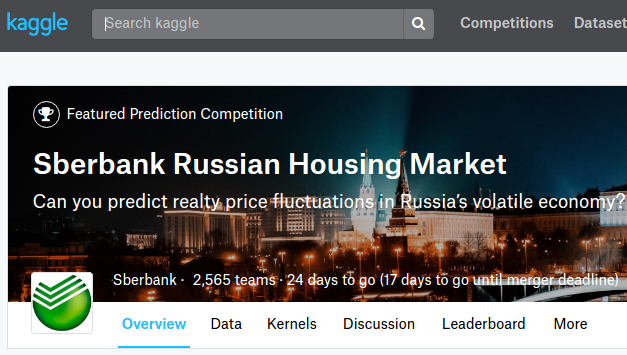 kaggle
Search kaggle
Competitions
Dataset
Featured Prediction Competition
Sberbank Russian Housing Market
Can you predict realty price fluctuations in Russia's volatile economy?
Sberbank · 2,565 teams · 24 days to go (17 days to go until merger deadline)
Overview
Data
Kernels
Discussion
Leaderboard
More